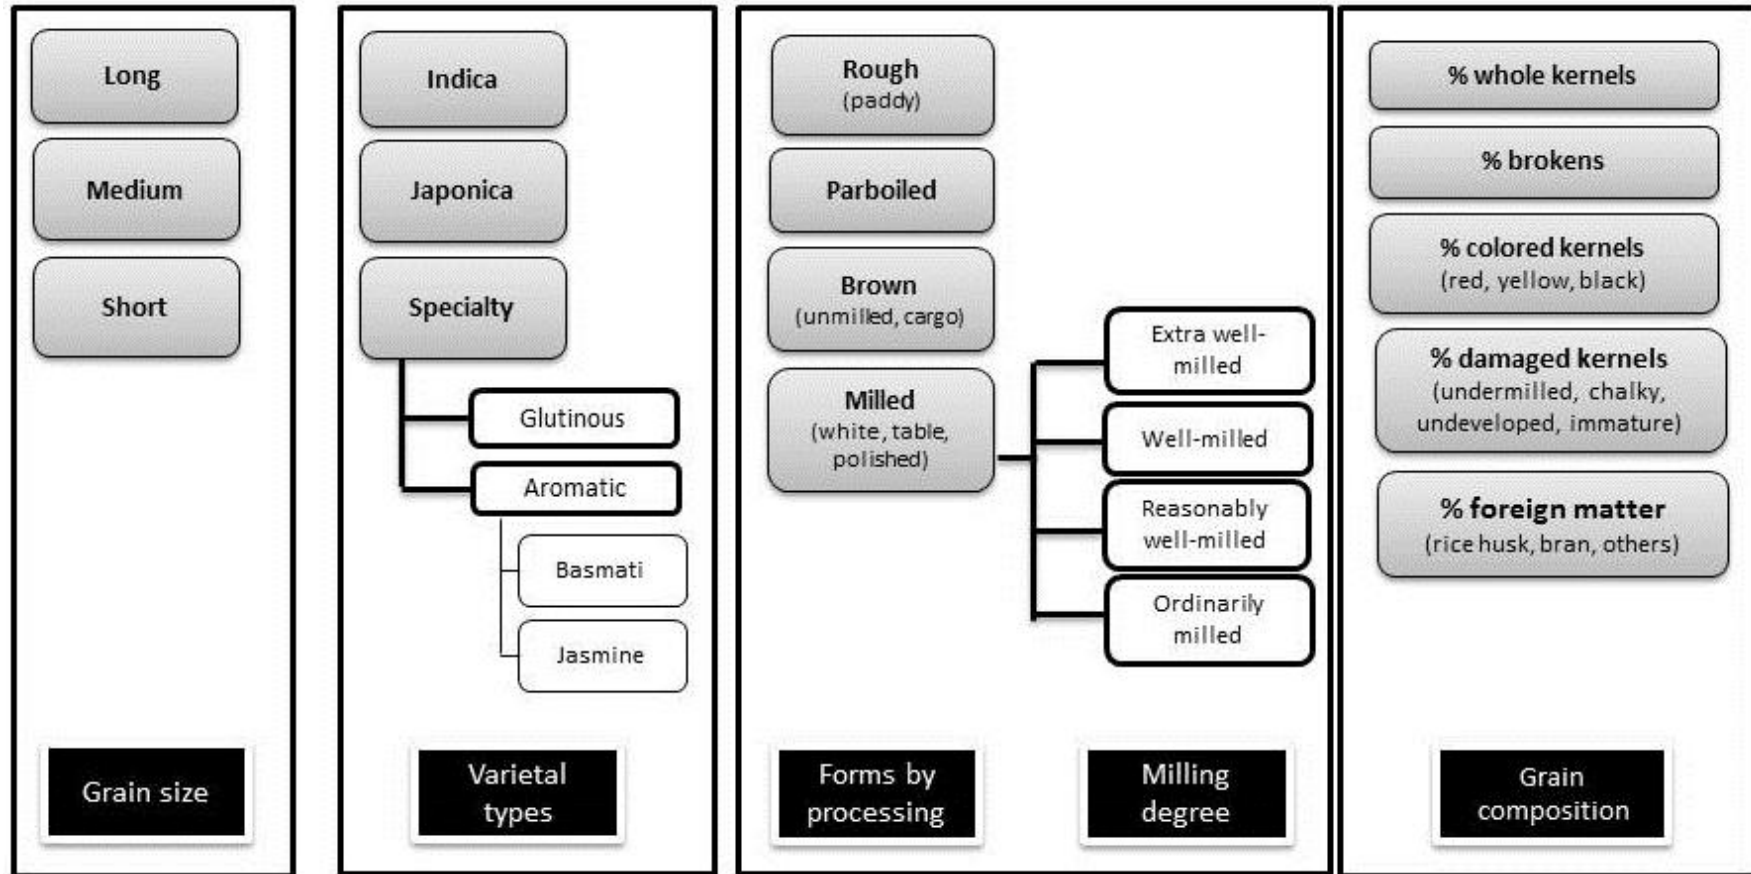 Long
Medium
Short
Grain size
Indica
Japonica
Specialty
Glutinous
Aromatic
Basmati
Jasmine
Varietal
types
Rough
(paddy)
Parboiled
Brown
(unmilled, cargo)
Milled
(white, table,
polished)
Forms by
processing
Extra well-
milled
Well-milled
Reasonably
well-milled
Ordinarily
milled
Milling
degree
% whole kernels
% brokens
% colored kernels
(red, yellow, black)
% damaged kernels
(undermilled, chalky,
undeveloped, immature)
% foreign matter
(rice husk, bran, others)
Grain
composition